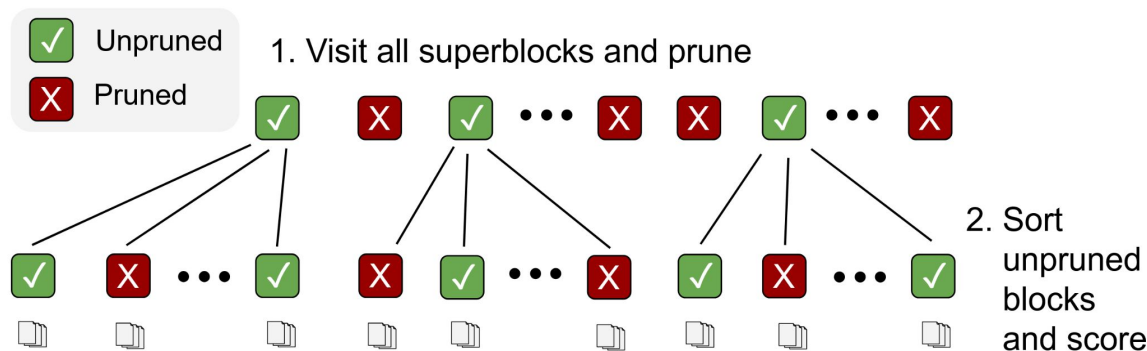 Unpruned
Pruned
1. Visit all superblocks and prune
2. Sort
unpruned
blocks
and score